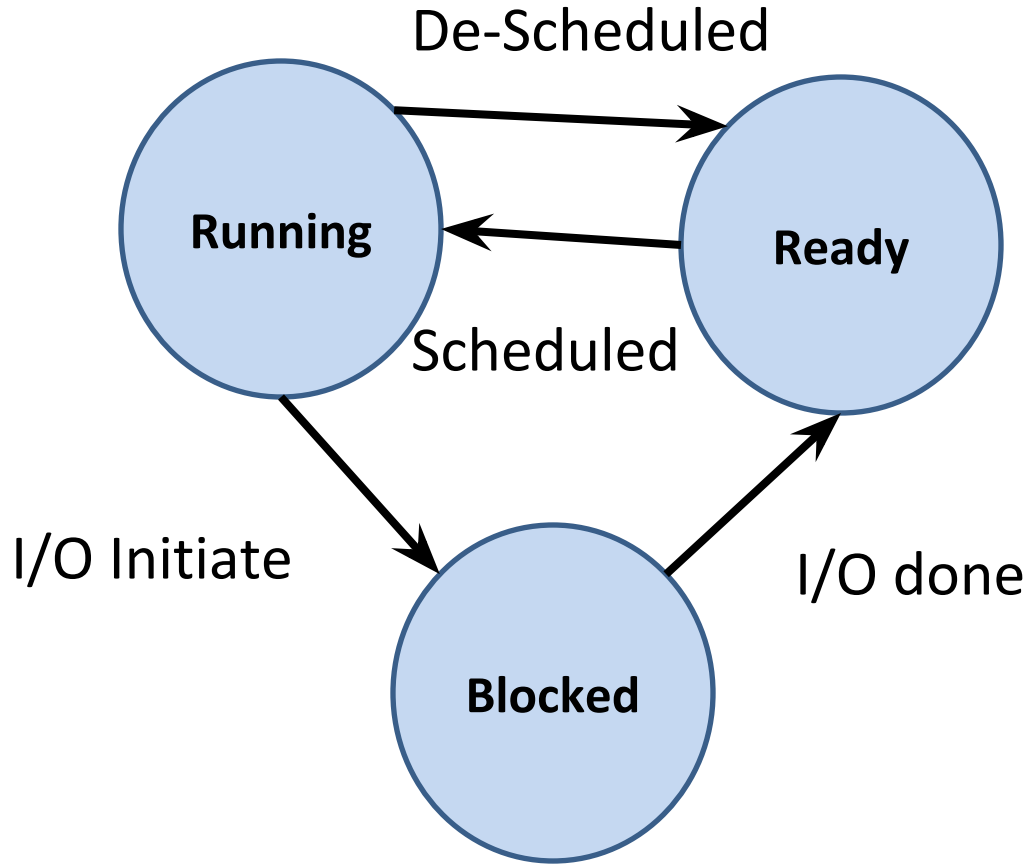 De-Scheduled
Running
Ready
Scheduled
I/O Initiate
I/O done
Blocked